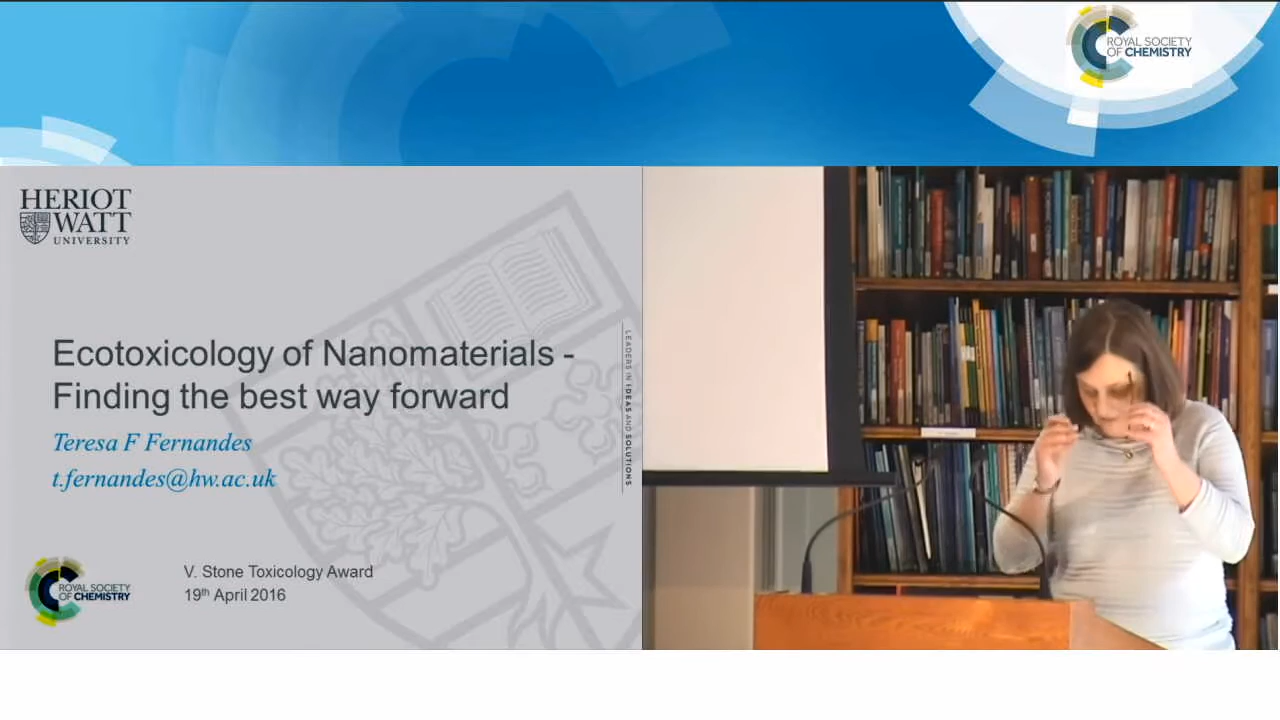 ROYAL SOCIETY
OF CHEMISTRY
HERIOT
WATT
UNIVERSITY
Ecotoxicology of Nanomaterials -
Finding the best way forward
Teresa F Fernandes
t.fernandes@hw.ac.uk
LEADERS IN IDEAS AND SOLUTIONS
ROYAL SOCIETY
OF CHEMISTRY
V. Stone Toxicology Award
19th April 2016